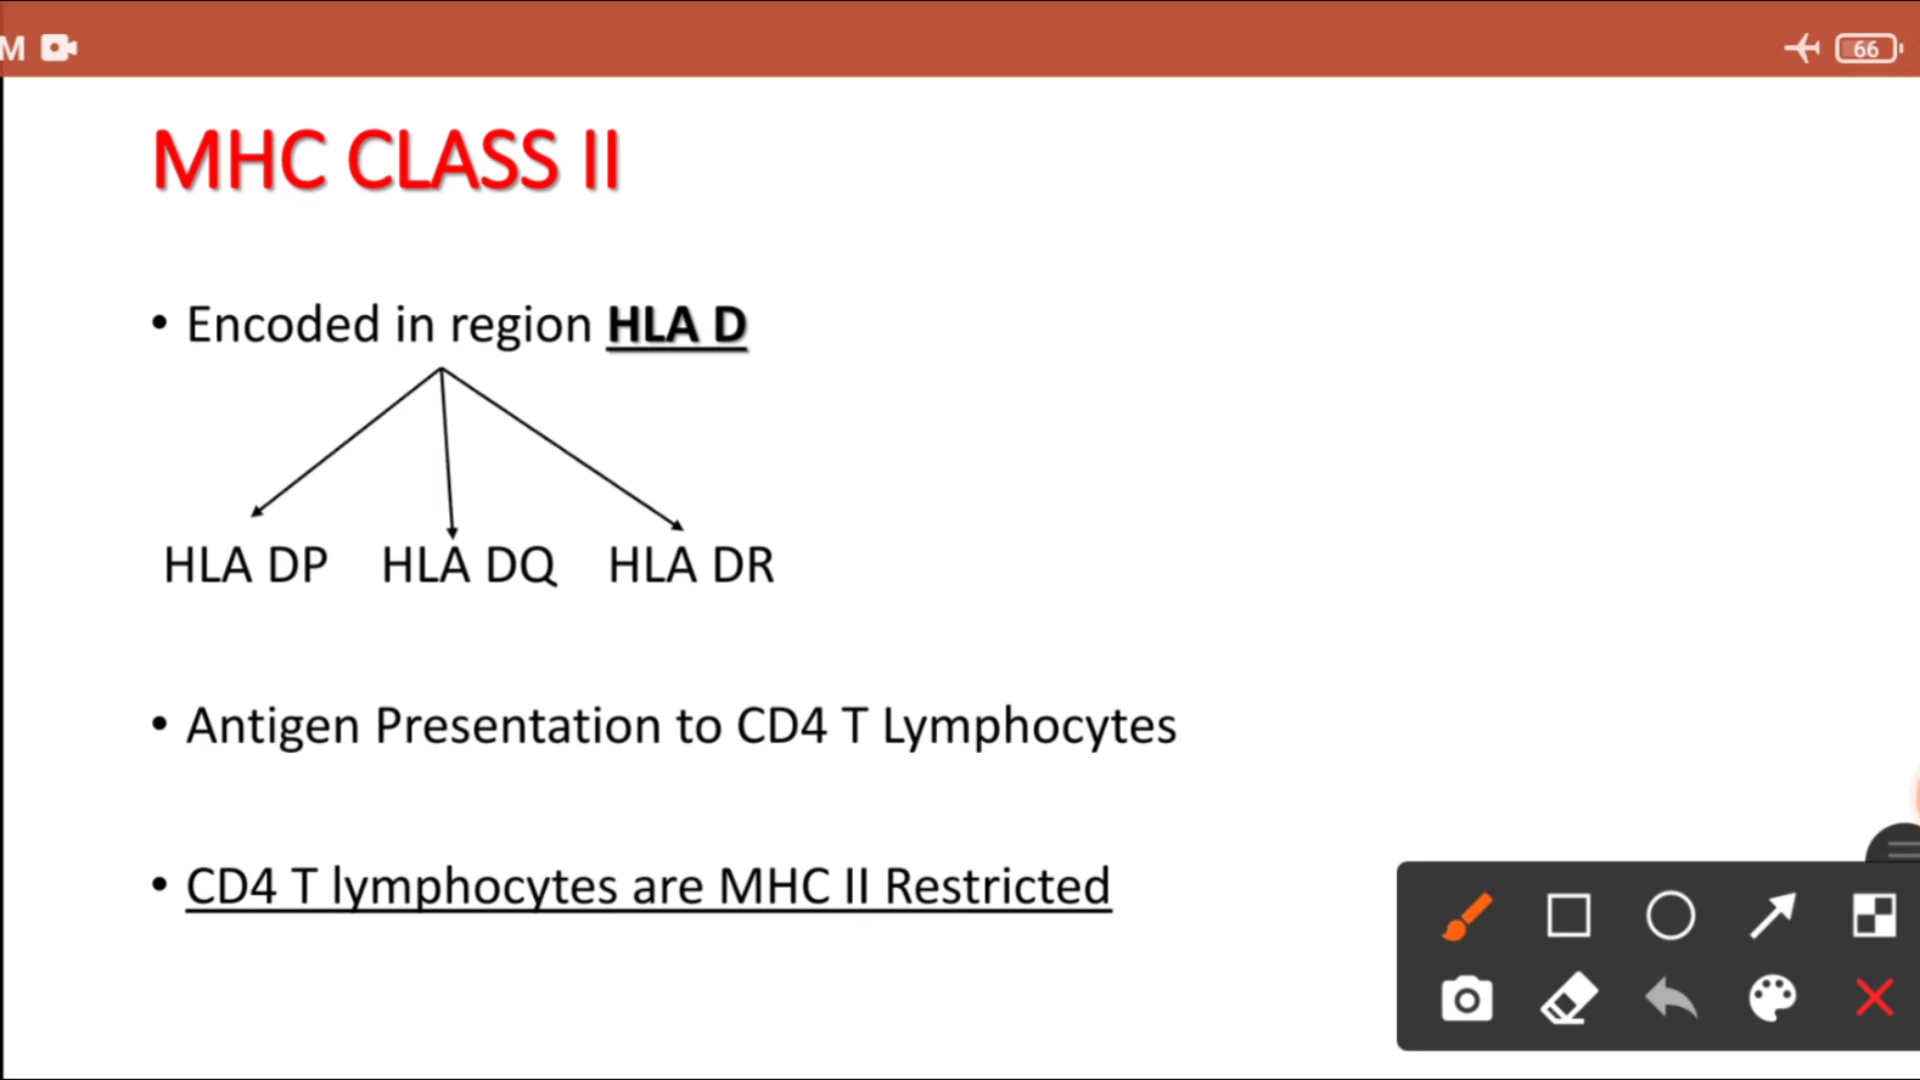 M
66
MHC CLASS II
• Encoded in region HLA D
HLA DP HLA DQ HLA DR
• Antigen Presentation to CD4 T Lymphocytes
• CD4 T lymphocytes are MHC II Restricted